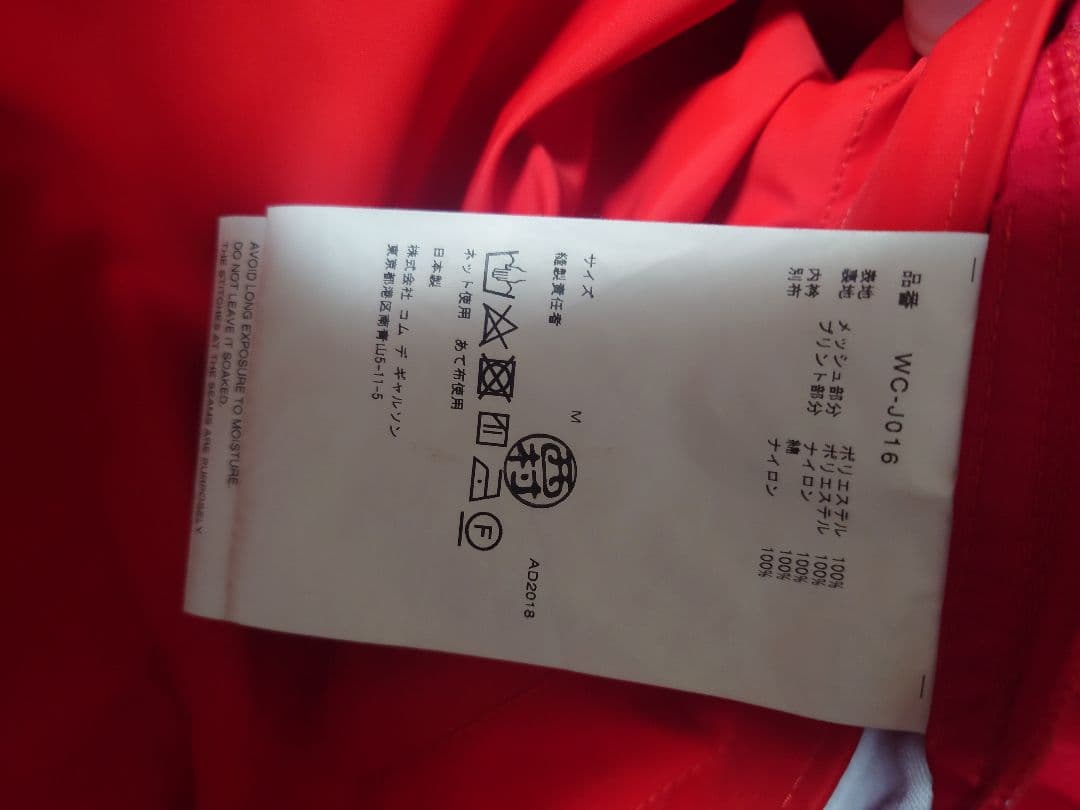 品番 WC-J016
表地 メッシュ部分 ポリエステル 100%
プリント部分 ポリエステル 100%
裏地 ナイロン 100%
内衿 綿 100%
別布 ナイロン 100%
サイズ M
縫製責任者 西村 AD2018
F
ネット使用 あて布使用
日本製
株式会社 コム デ ギャルソン
東京都港区南青山5-11-5
AVOID LONG EXPOSURE TO MOISTURE.
DO NOT LEAVE IT SOAKED.
THE STITCHES AT THE SEAMS ARE PURPOSELY